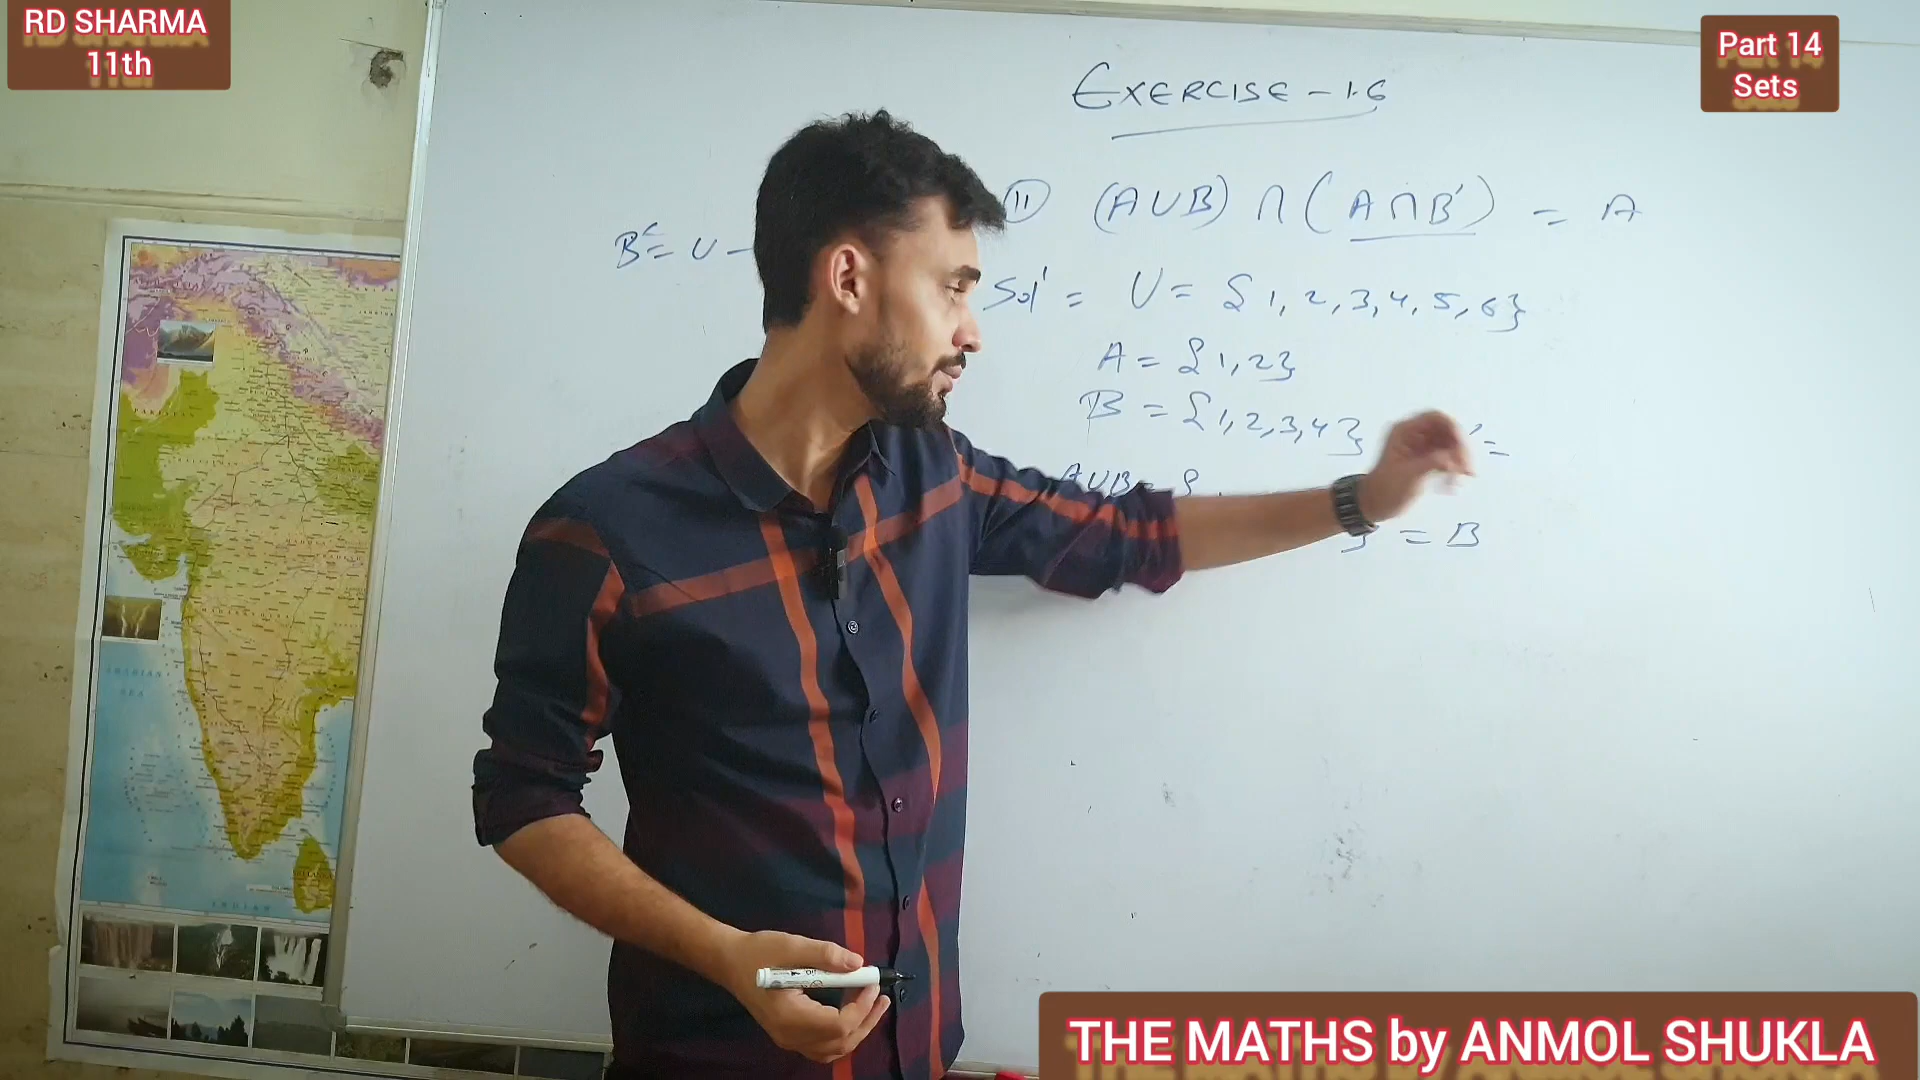 RD SHARMA
11th
Part 14
Sets
EXERCISE - 1.6
11 (A∪B) ∩ (A∩B') = A
Bᶜ= U -
Sol' = U = {1, 2, 3, 4, 5, 6}
A = {1, 2}
B = {1, 2, 3, 4} ' =
A∪B = {
} = B
THE MATHS by ANMOL SHUKLA